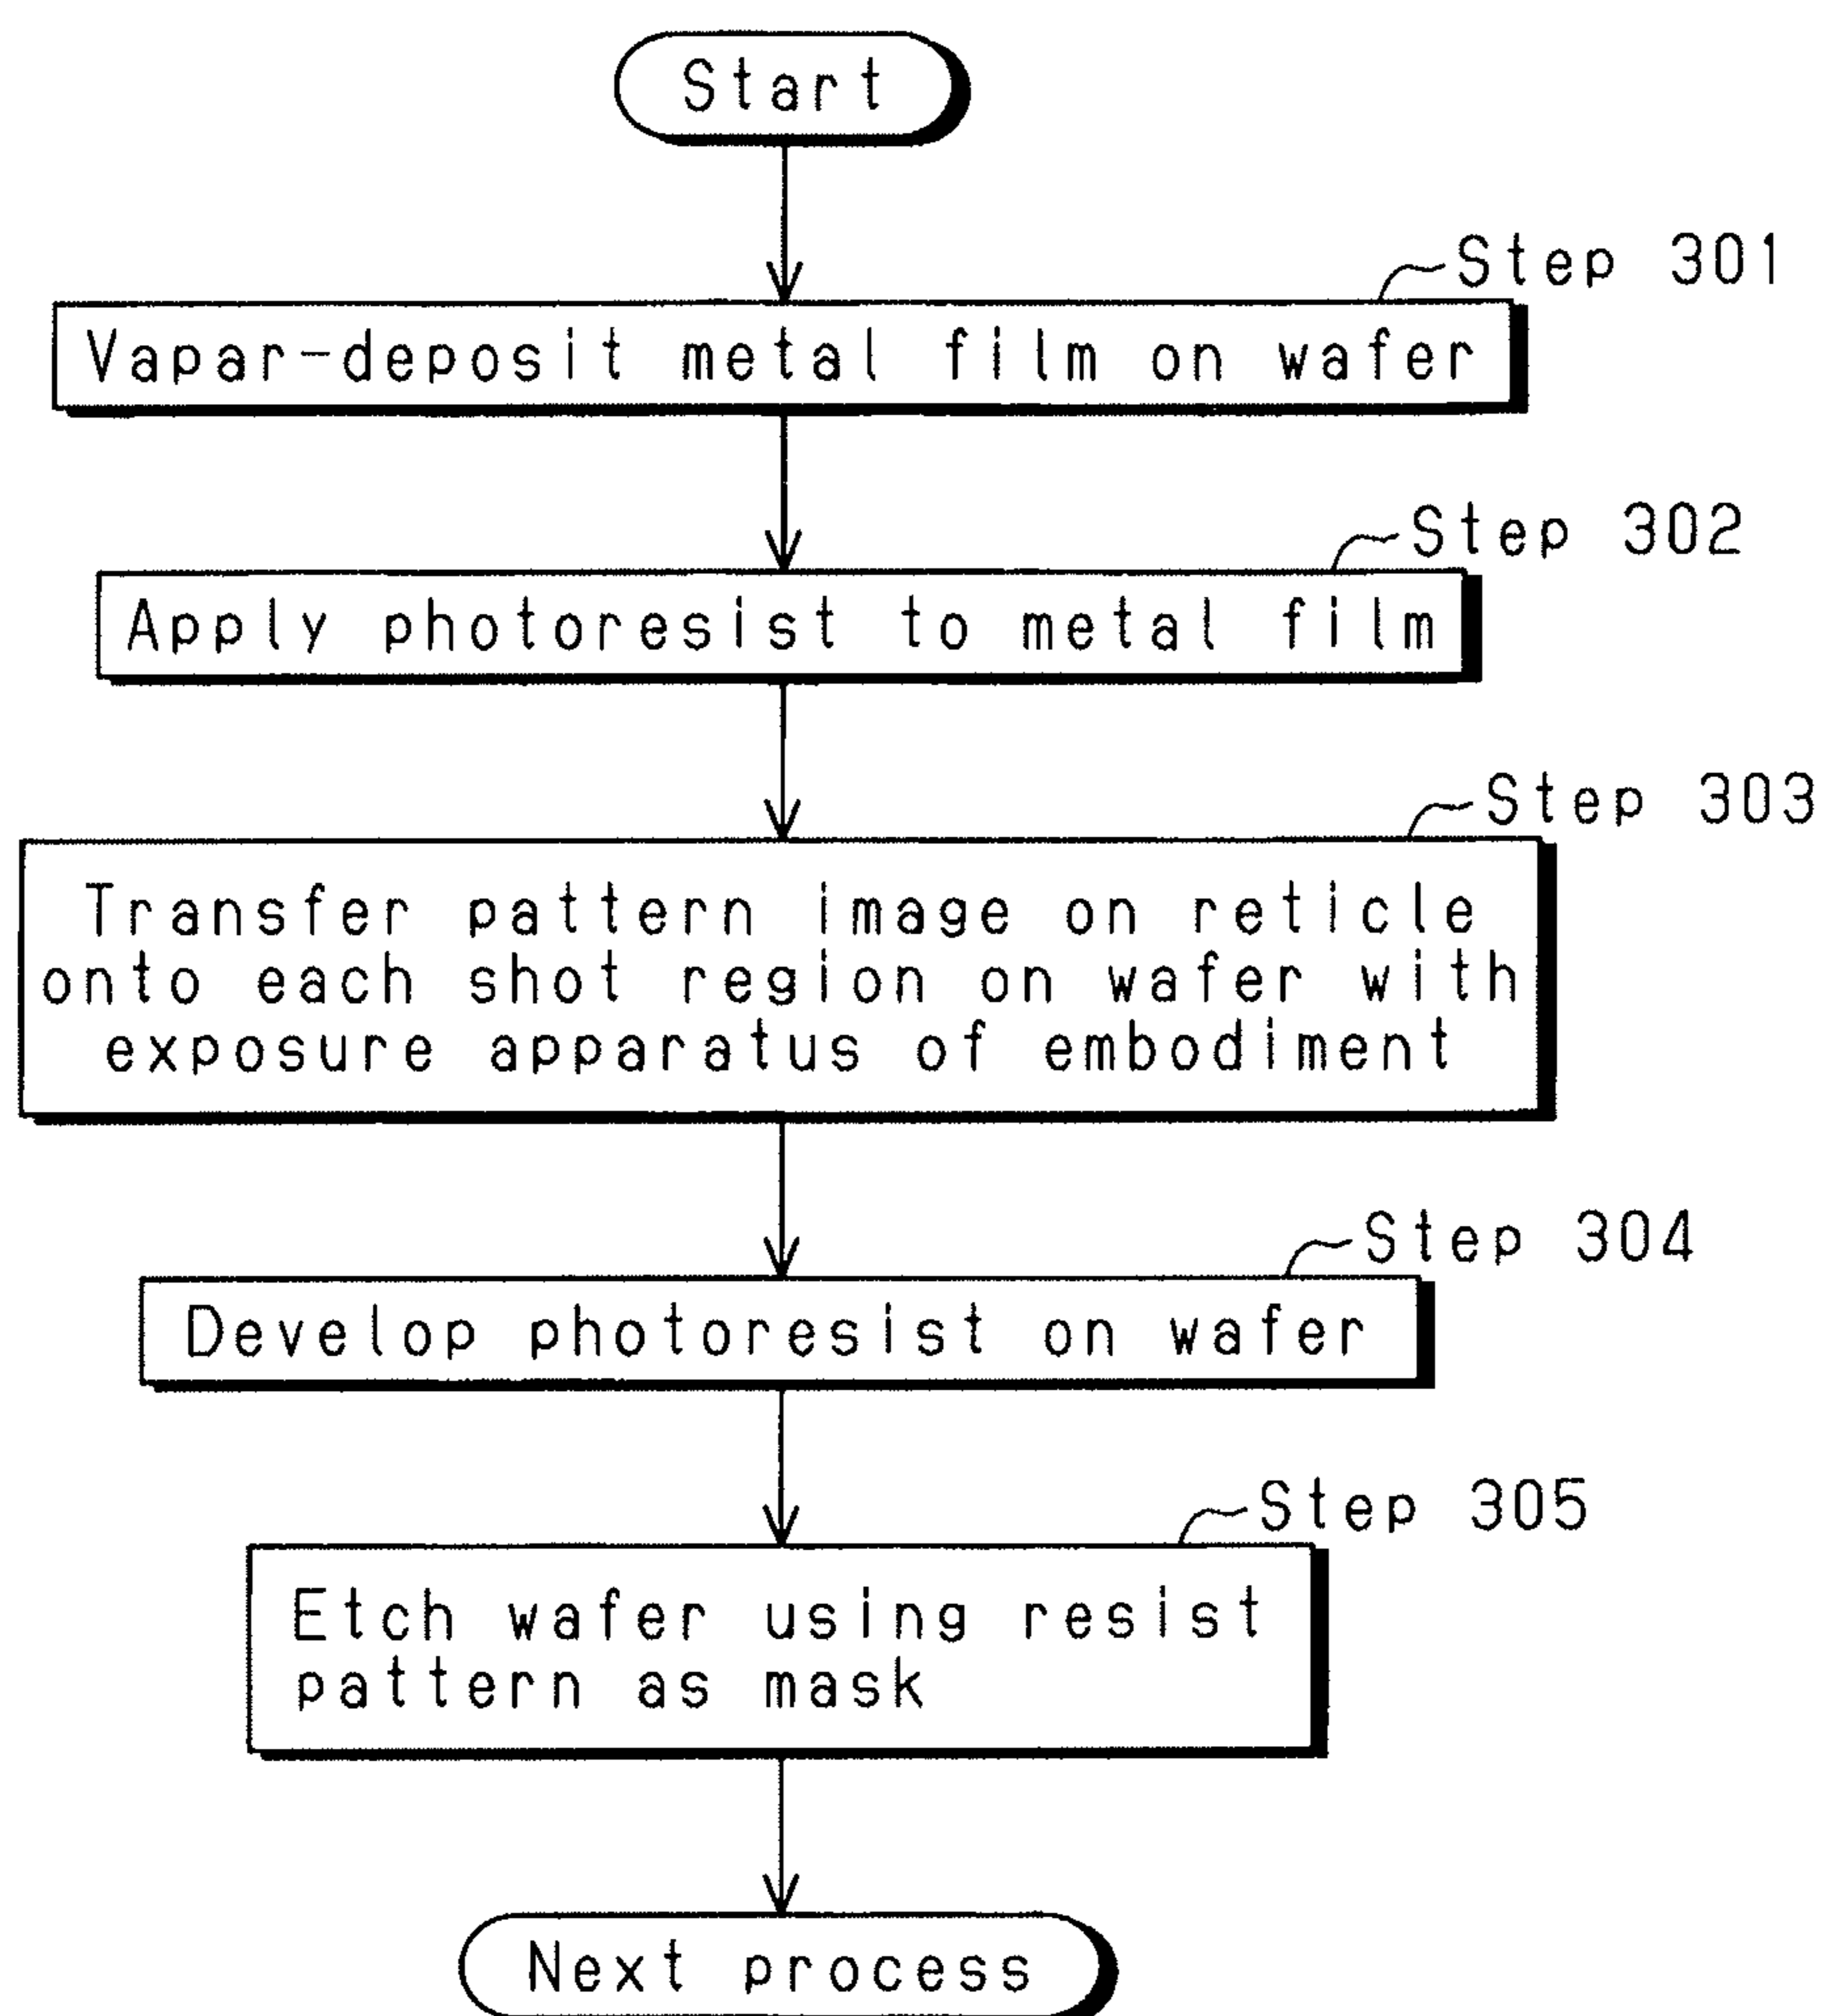 Start
Step 301
Vapar-deposit metal film on wafer
Step 302
Apply photoresist to metal film
Step 303
Transfer pattern image on reticle
onto each shot region on wafer with
exposure apparatus of embodiment
Step 304
Develop photoresist on wafer
Step 305
Etch wafer using resist
pattern as mask
Next process